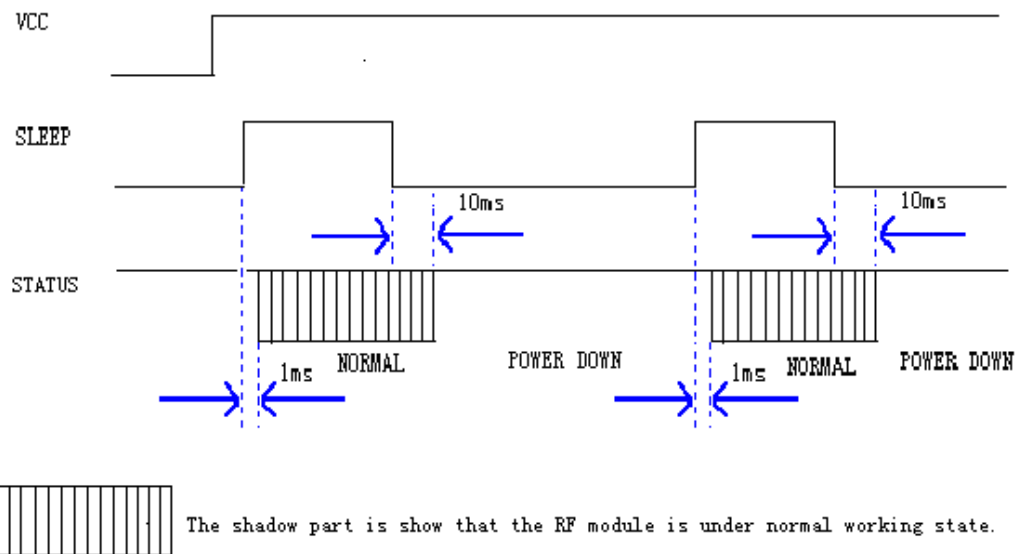 VCC
SLEEP
10ms
10ms
STATUS
NORMAL
POWER DOWN
NORMAL
POWER DOWN
1ms
1ms
The shadow part is show that the RF module is under normal working state.